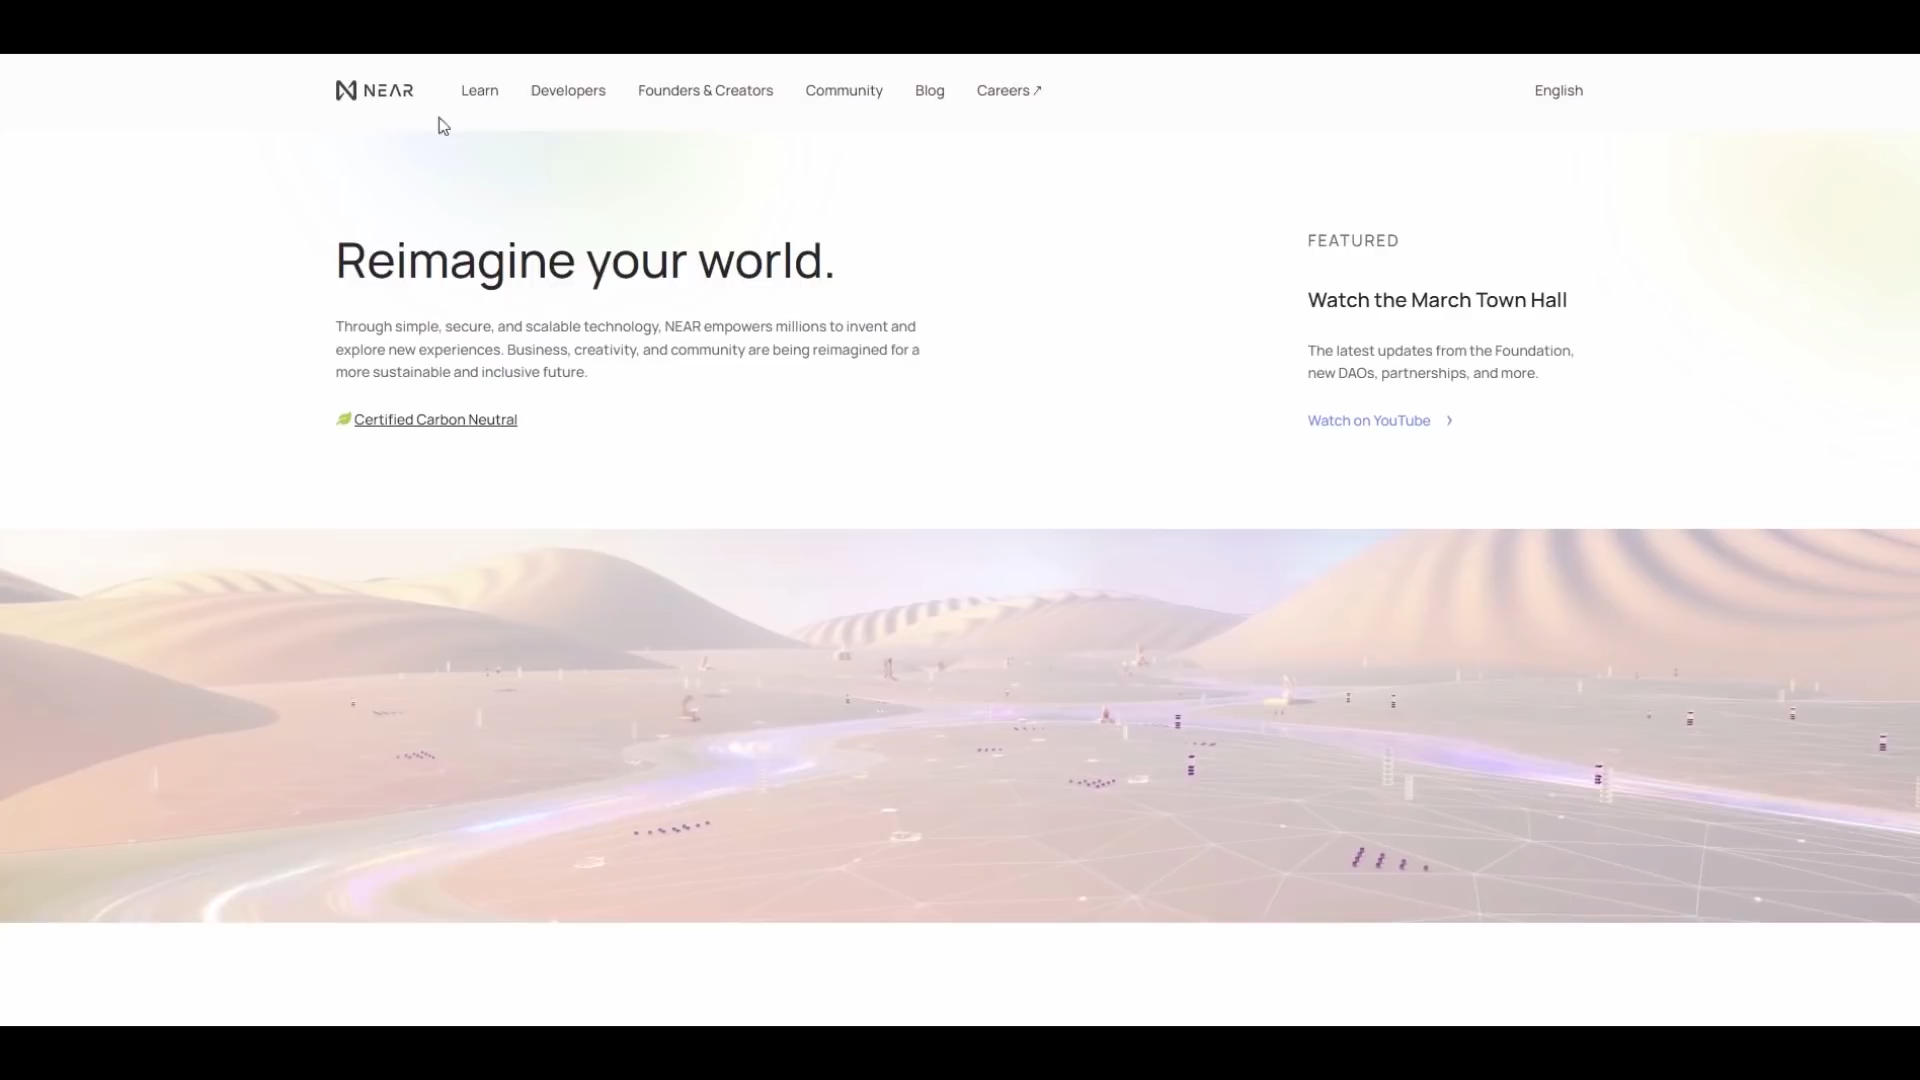 NEAR
Learn
Developers
Founders & Creators
Community
Blog
Careers ↗
English
Reimagine your world.
Through simple, secure, and scalable technology, NEAR empowers millions to invent and
explore new experiences. Business, creativity, and community are being reimagined for a
more sustainable and inclusive future.
Certified Carbon Neutral
FEATURED
Watch the March Town Hall
The latest updates from the Foundation,
new DAOs, partnerships, and more.
Watch on YouTube ›